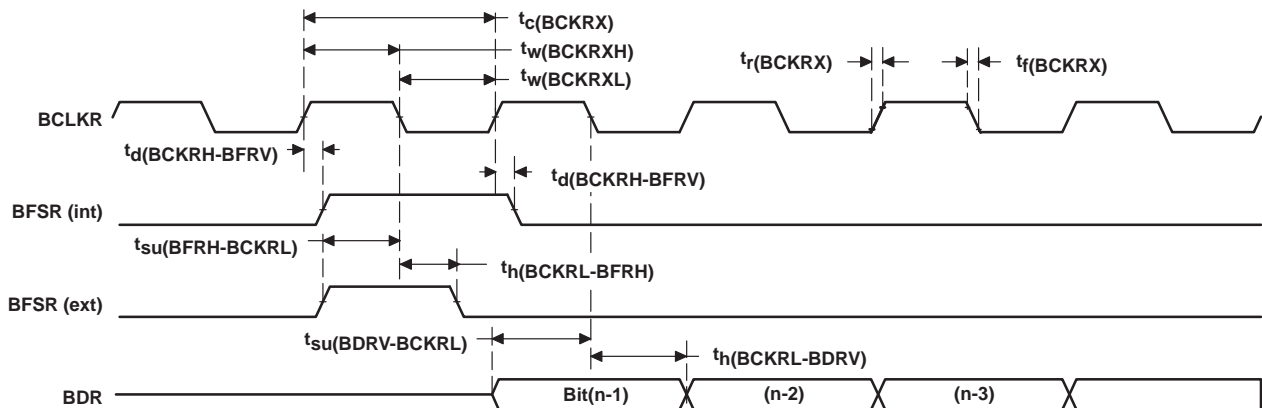 tc(BCKRX)
tw(BCKRXH)
tr(BCKRX)
tf(BCKRX)
tw(BCKRXL)
BCLKR
td(BCKRH-BFRV)
td(BCKRH-BFRV)
BFSR (int)
tsu(BFRH-BCKRL)
th(BCKRL-BFRH)
BFSR (ext)
tsu(BDRV-BCKRL)
th(BCKRL-BDRV)
BDR
Bit(n-1)
(n-2)
(n-3)